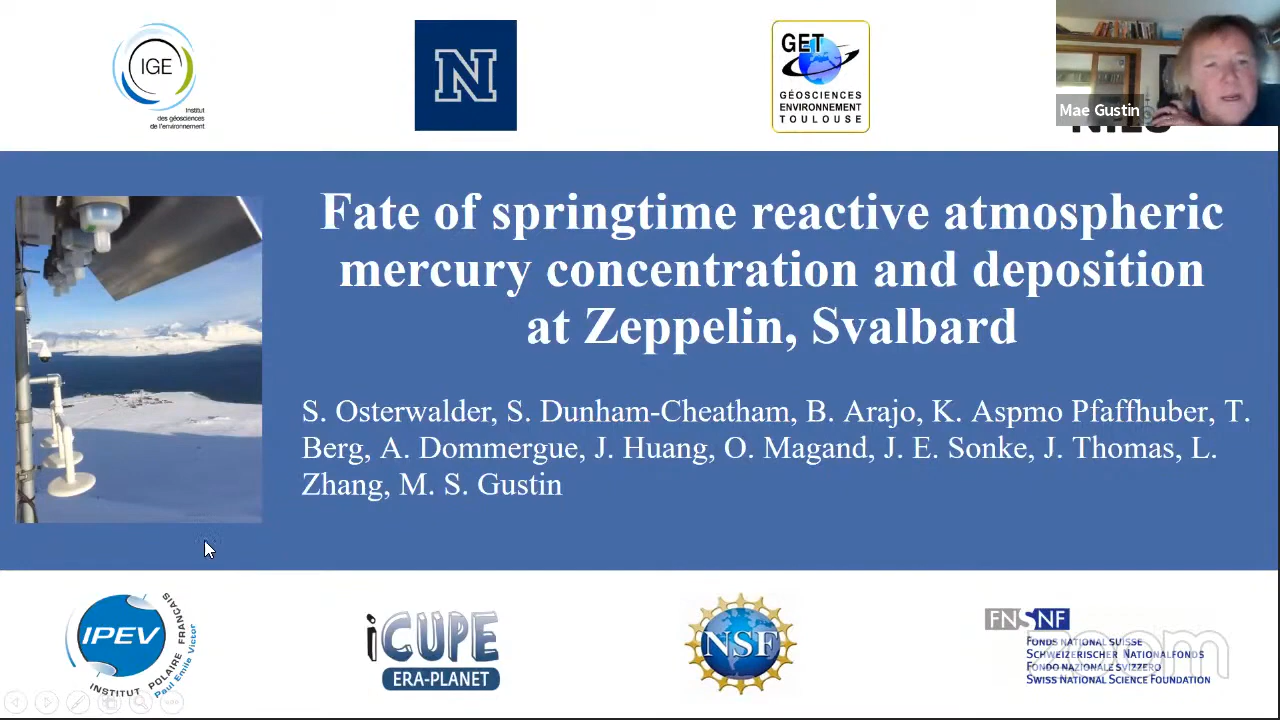 IGE
Institut
des géosciences
de l'environnement
N
GET
GÉOSCIENCES
ENVIRONNEMENT
TOULOUSE
Mae Gustin
Fate of springtime reactive atmospheric
mercury concentration and deposition
at Zeppelin, Svalbard
S. Osterwalder, S. Dunham-Cheatham, B. Arajo, K. Aspmo Pfaffhuber, T.
Berg, A. Dommergue, J. Huang, O. Magand, J. E. Sonke, J. Thomas, L.
Zhang, M. S. Gustin
IPEV
INSTITUT POLAIRE FRANÇAIS
Paul Emile Victor
iCUPE
ERA-PLANET
NSF
FNSNF
FONDS NATIONAL SUISSE
SCHWEIZERISCHER NATIONALFONDS
FONDO NAZIONALE SVIZZERO
SWISS NATIONAL SCIENCE FOUNDATION
zoom